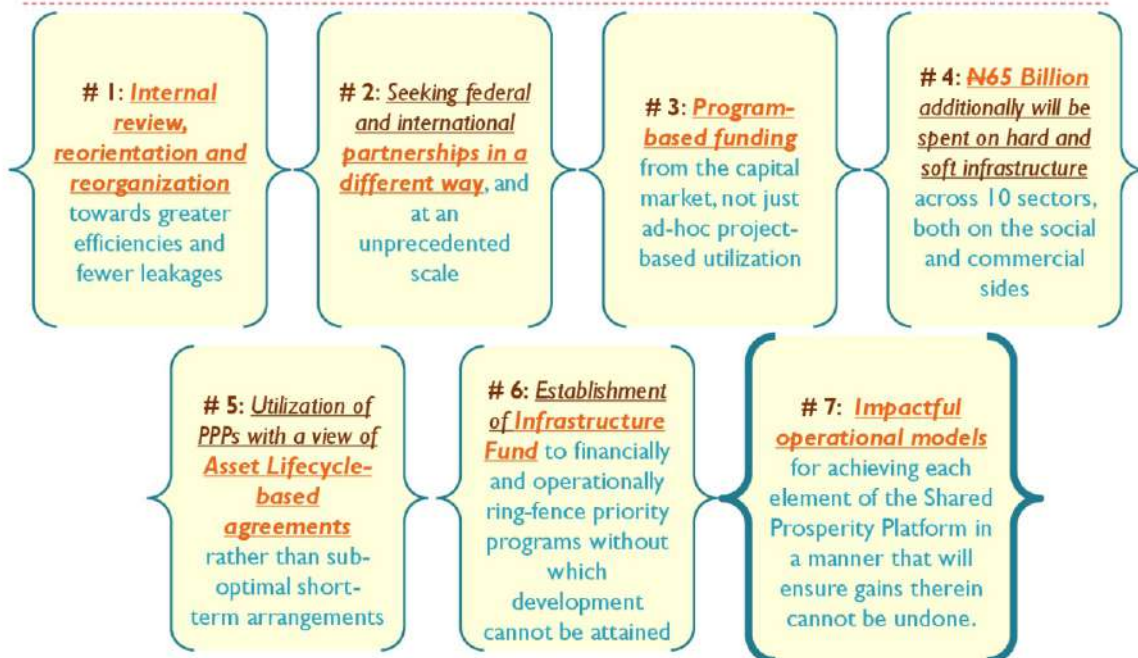 # 1: Internal
review,
reorientation and
reorganization
towards greater
efficiencies and
fewer leakages
# 2: Seeking federal
and international
partnerships in a
different way, and
at an
unprecedented
scale
# 3: Program-
based funding
from the capital
market, not just
ad-hoc project-
based utilization
# 4: ₦65 Billion
additionally will be
spent on hard and
soft infrastructure
across 10 sectors,
both on the social
and commercial
sides
# 5: Utilization of
PPPs with a view of
Asset Lifecycle-
based
agreements
rather than sub-
optimal short-
term arrangements
# 6: Establishment
of Infrastructure
Fund to financially
and operationally
ring-fence priority
programs without
which
development
cannot be attained
# 7: Impactful
operational models
for achieving each
element of the Shared
Prosperity Platform in
a manner that will
ensure gains therein
cannot be undone.